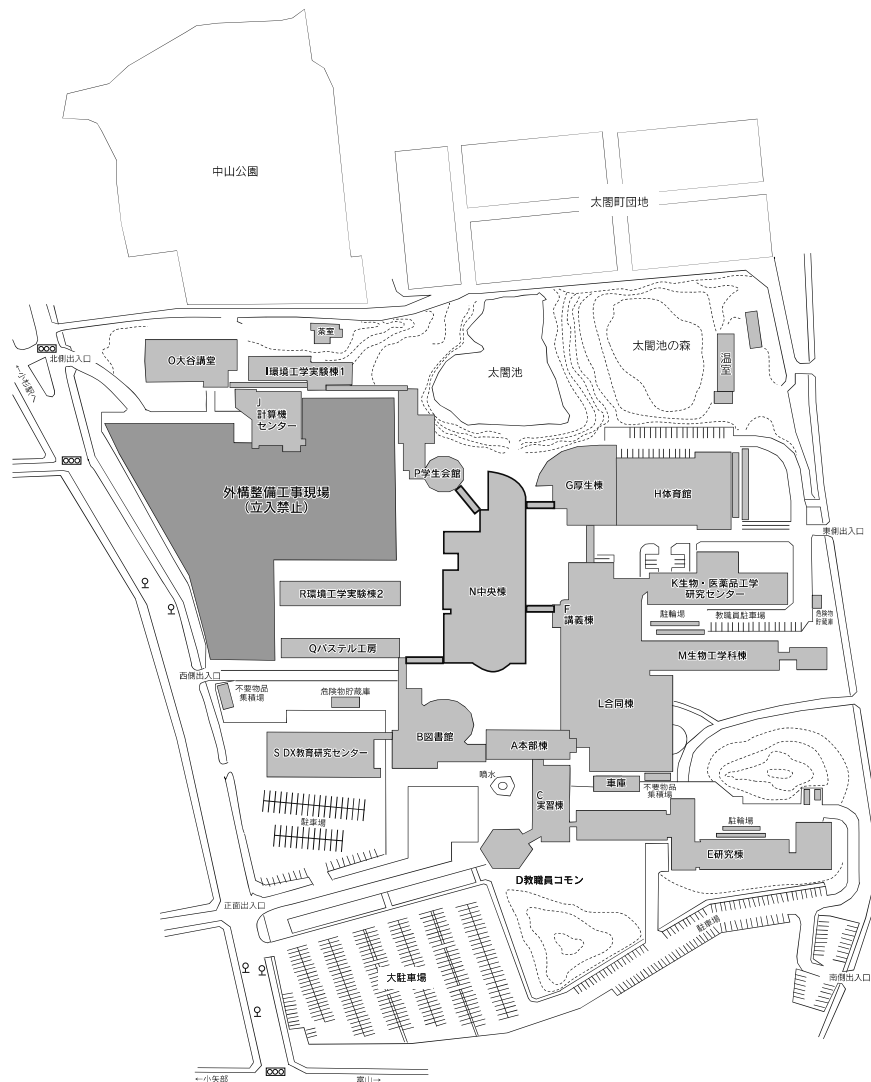 中山公園
太閤町団地
茶室
O大谷講堂
北側出入口
I環境工学実験棟1
太閤池
太閤池の森
温室
←小杉駅へ
J
計算機
センター
P学生会館
G厚生棟
H体育館
外構整備工事現場
(立入禁止)
東側出入口
K生物・医薬品工学
研究センター
N中央棟
R環境工学実験棟2
F
講義棟
駐輪場
教職員駐車場
危険物
貯蔵庫
Qパステル工房
M生物工学科棟
西側出入口
不要物品
集積場
危険物貯蔵庫
L合同棟
B図書館
A本部棟
S DX教育研究センター
噴水
車庫
不要物品
集積場
C
実習棟
駐車場
駐輪場
E研究棟
D教職員コモン
正面出入口
駐車場
大駐車場
南側出入口
←小矢部
富山→